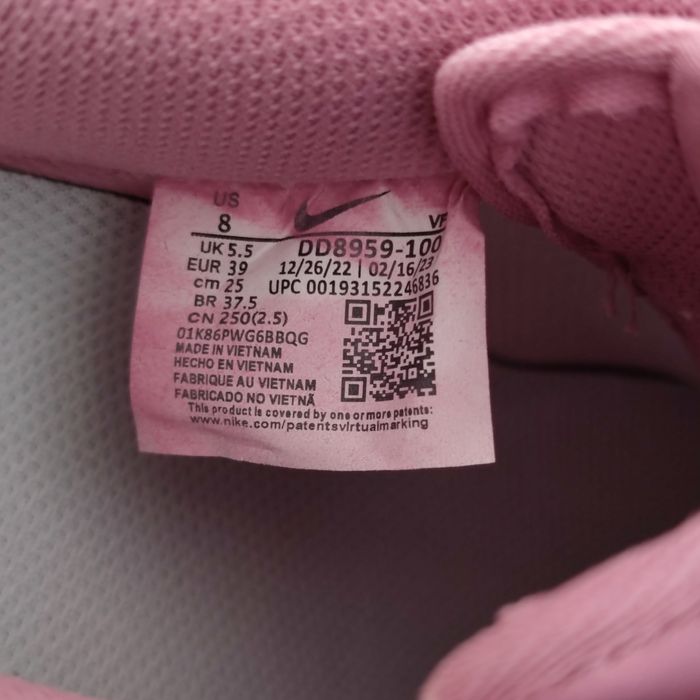 US
8 VE
UK 5.5 DD8959-100
EUR 39 12/26/22 | 02/16/23
cm 25 UPC 00193152246836
BR 37.5
CN 250(2.5)
01K86PWG6BBQG
MADE IN VIETNAM
HECHO EN VIETNAM
FABRIQUE AU VIETNAM
FABRICADO NO VIETNÃ
This product is covered by one or more patents:
www.nike.com/patentsvirtualmarking